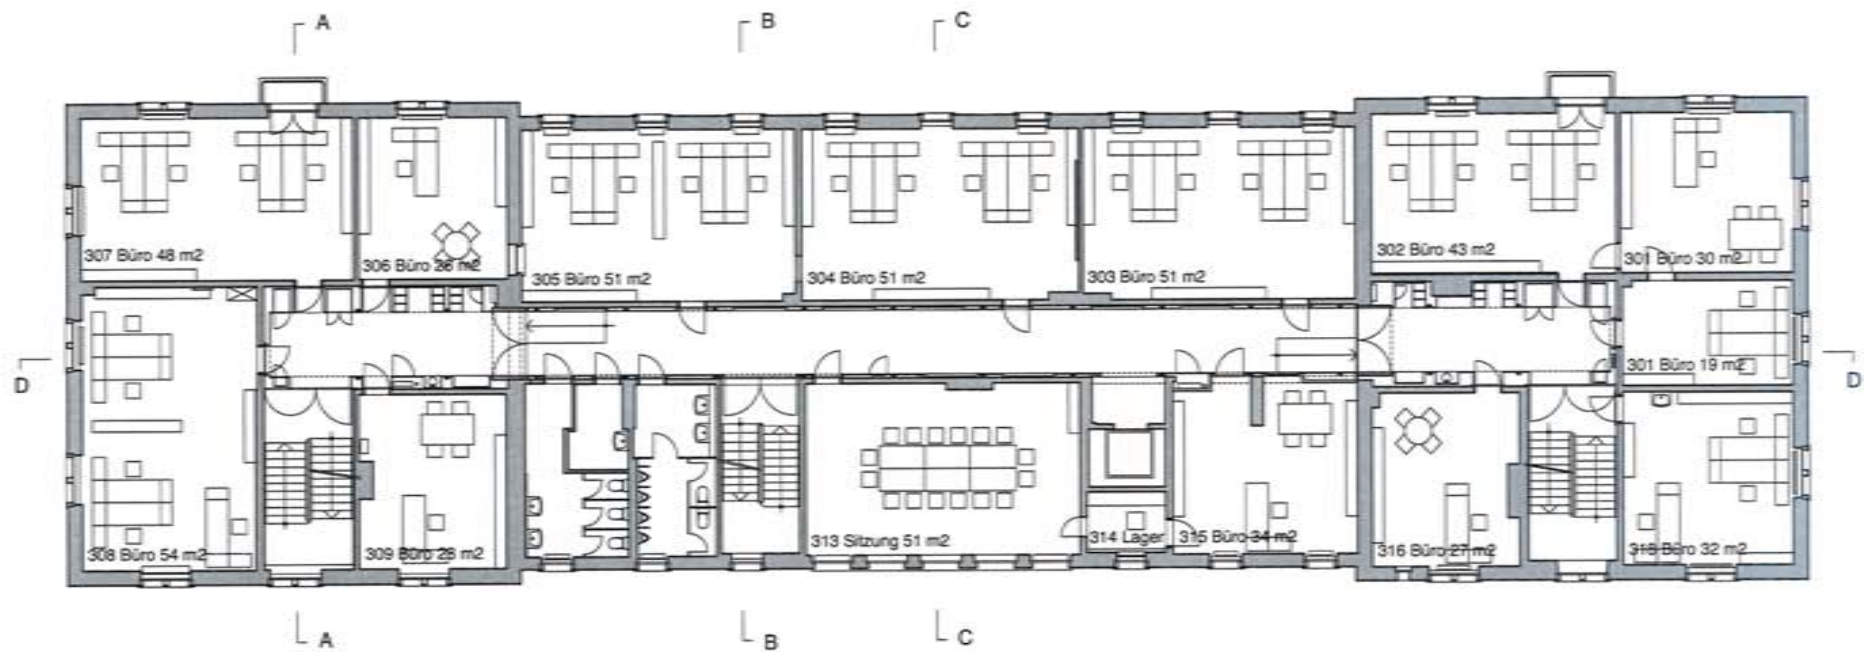 A
B
C
307 Büro 48 m2
306 Büro 26 m2
305 Büro 51 m2
304 Büro 51 m2
303 Büro 51 m2
302 Büro 43 m2
301 Büro 30 m2
D
301 Büro 19 m2
D
308 Büro 54 m2
309 Büro 28 m2
313 Sitzung 51 m2
314 Lager
315 Büro 34 m2
316 Büro 27 m2
318 Büro 32 m2
A
B
C